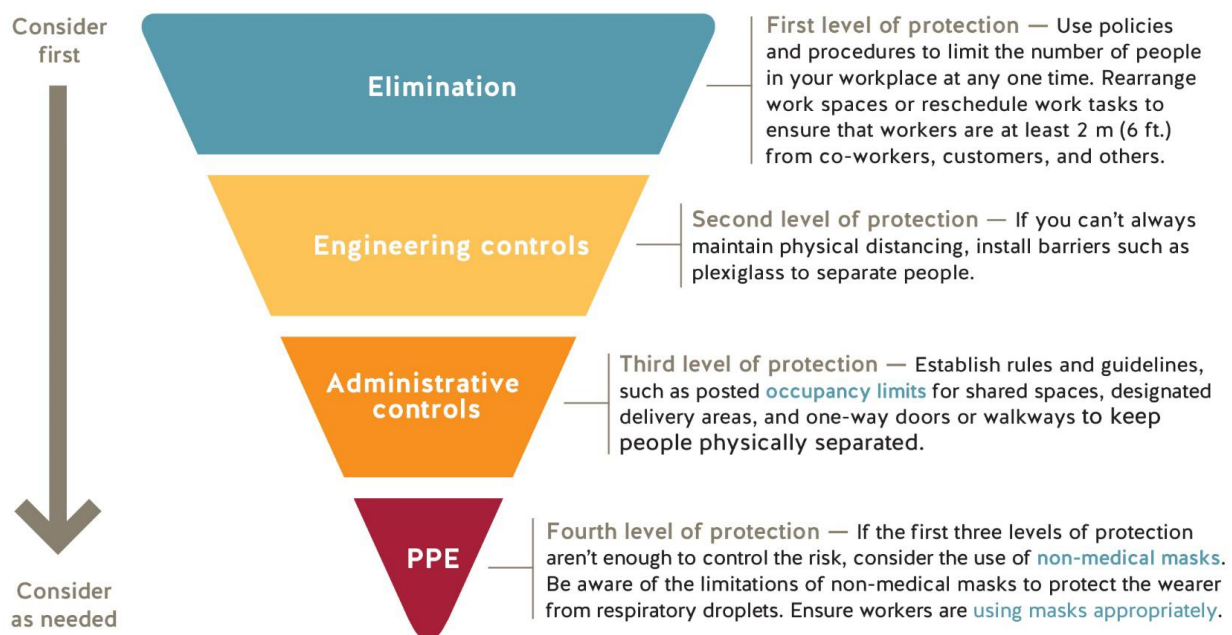 Consider
first
Elimination
First level of protection — Use policies
and procedures to limit the number of people
in your workplace at any one time. Rearrange
work spaces or reschedule work tasks to
ensure that workers are at least 2 m (6 ft.)
from co-workers, customers, and others.
Engineering controls
Second level of protection — If you can’t always
maintain physical distancing, install barriers such as
plexiglass to separate people.
Administrative
controls
Third level of protection — Establish rules and guidelines,
such as posted occupancy limits for shared spaces, designated
delivery areas, and one-way doors or walkways to keep
people physically separated.
PPE
Fourth level of protection — If the first three levels of protection
aren’t enough to control the risk, consider the use of non-medical masks.
Be aware of the limitations of non-medical masks to protect the wearer
from respiratory droplets. Ensure workers are using masks appropriately.
Consider
as needed